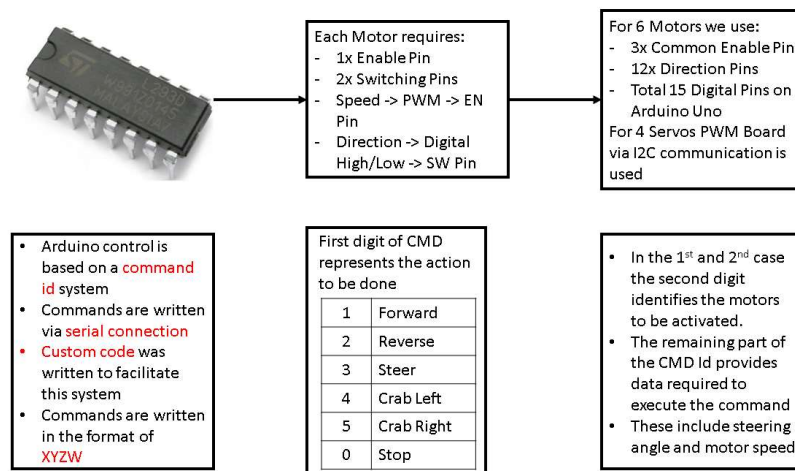 L293D
Each Motor requires:
- 1x Enable Pin
- 2x Switching Pins
- Speed -> PWM -> EN
Pin
- Direction -> Digital
High/Low -> SW Pin
For 6 Motors we use:
- 3x Common Enable Pin
- 12x Direction Pins
- Total 15 Digital Pins on
Arduino Uno
For 4 Servos PWM Board
via I2C communication is
used
• Arduino control is
based on a command
id system
• Commands are written
via serial connection
• Custom code was
written to facilitate
this system
• Commands are written
in the format of
XYZW
First digit of CMD
represents the action
to be done
1 Forward
2 Reverse
3 Steer
4 Crab Left
5 Crab Right
0 Stop
• In the 1st and 2nd case
the second digit
identifies the motors
to be activated.
• The remaining part of
the CMD Id provides
data required to
execute the command
• These include steering
angle and motor speed